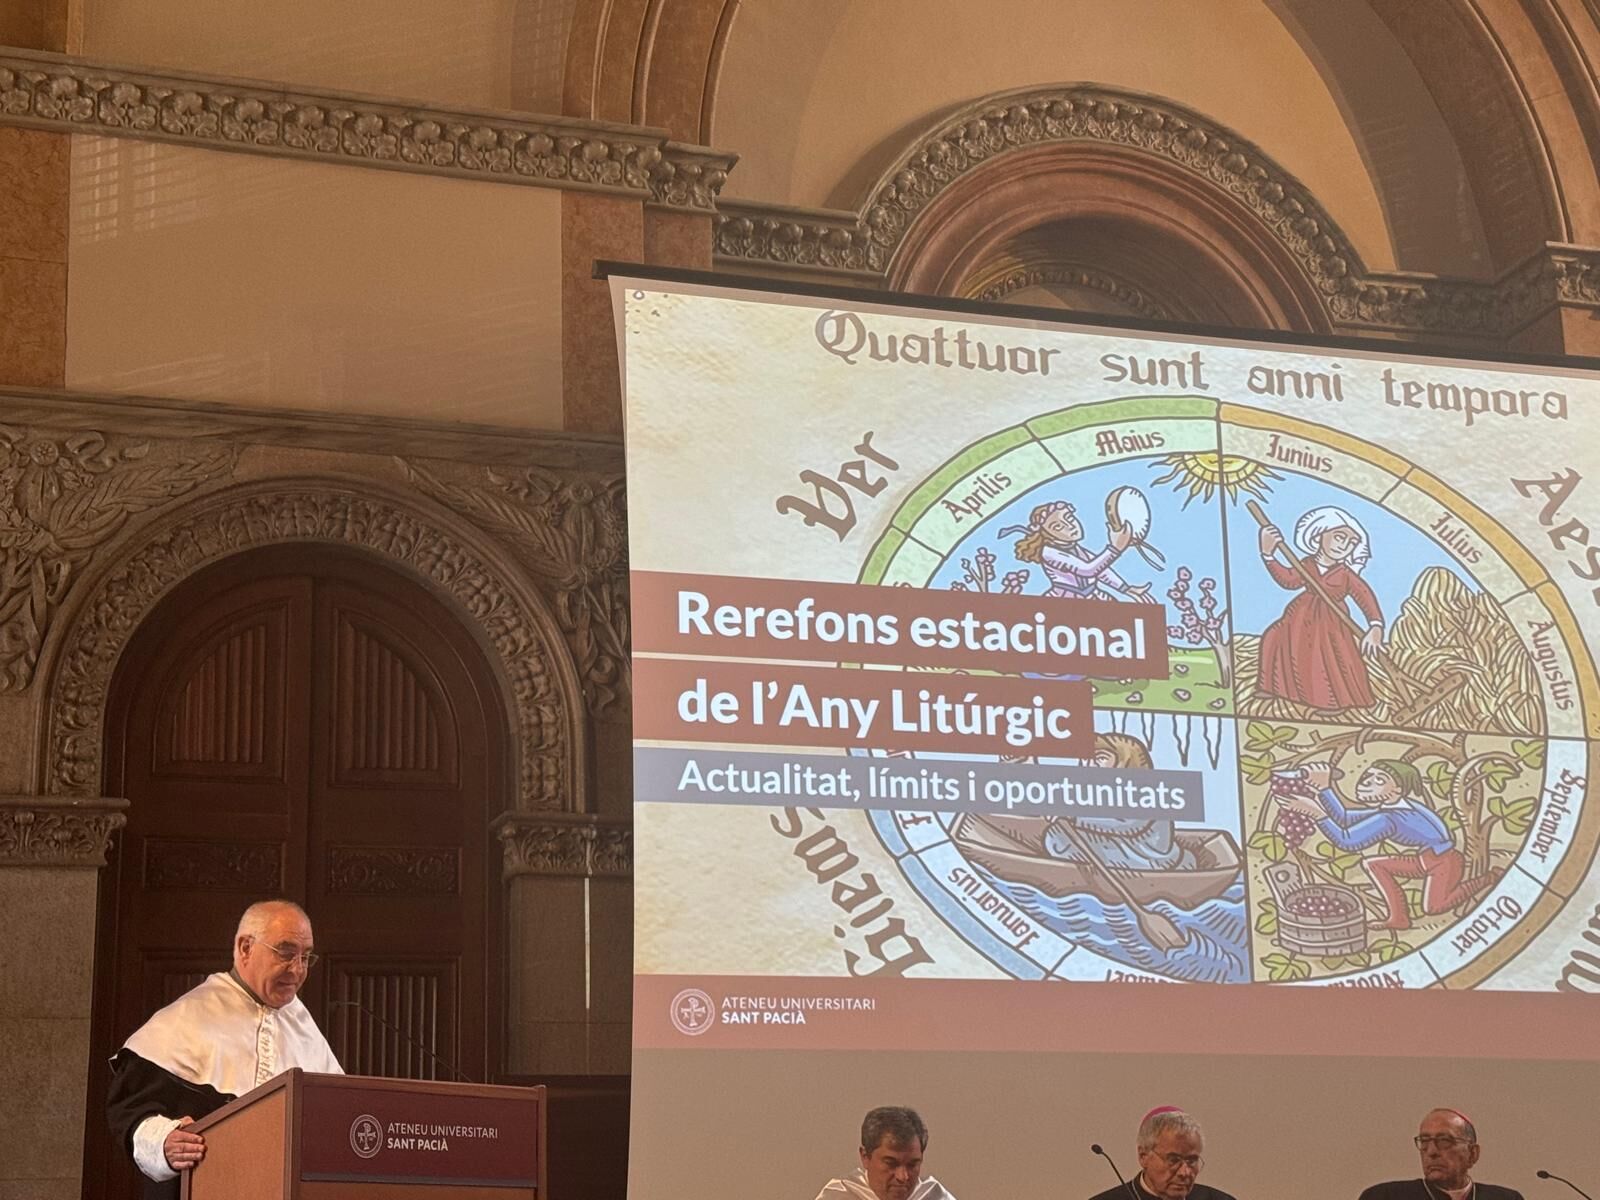 Quattuor sunt anni tempora
Ver
Aprilis
Maius
Junius
Julius
Augustus
September
October
Januarius
Hiems
Rerefons estacional
de l'Any Litúrgic
Actualitat, límits i oportunitats
ATENEU UNIVERSITARI
SANT PACIÀ
ATENEU UNIVERSITARI
SANT PACIÀ